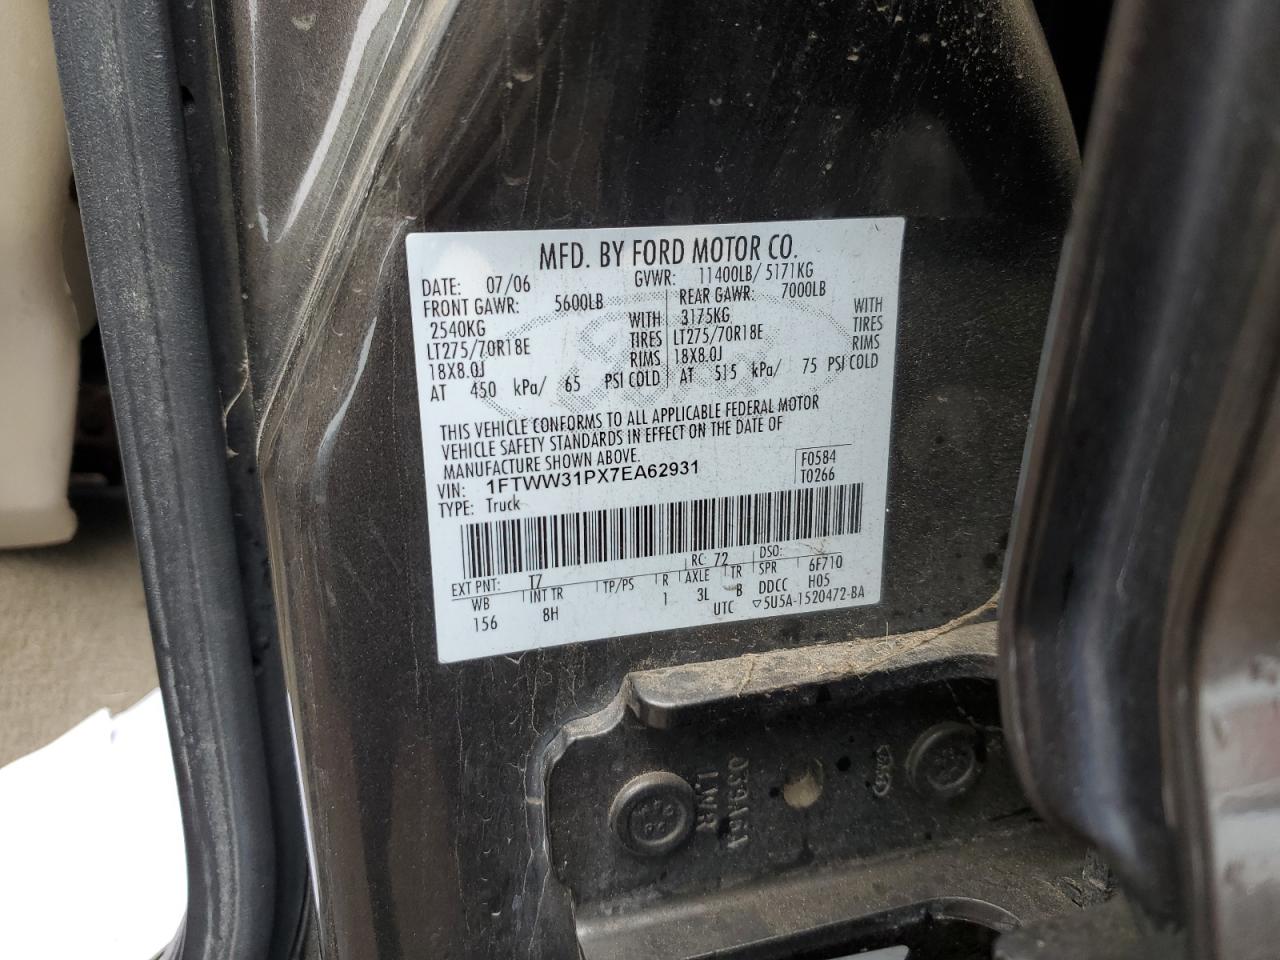 MFD. BY FORD MOTOR CO.
DATE: 07/06 GVWR: 11400LB/ 5171KG
FRONT GAWR: 5600LB REAR GAWR: 7000LB
2540KG WITH 3175KG WITH
LT275/70R18E TIRES LT275/70R18E TIRES
18X8.0J RIMS 18X8.0J RIMS
AT 450 kPa/ 65 PSI COLD AT 515 kPa/ 75 PSI COLD
THIS VEHICLE CONFORMS TO ALL APPLICABLE FEDERAL MOTOR
VEHICLE SAFETY STANDARDS IN EFFECT ON THE DATE OF
MANUFACTURE SHOWN ABOVE.
VIN: 1FTWW31PX7EA62931 F0584
TYPE: Truck T0266
RC: 72 DSO:
EXT PNT: T7 6F710
WB INT TR TP/PS R AXLE TR SPR H05
156 8H 1 3L B DDCC
UTC ▽5U5A-1520472-BA
LWR